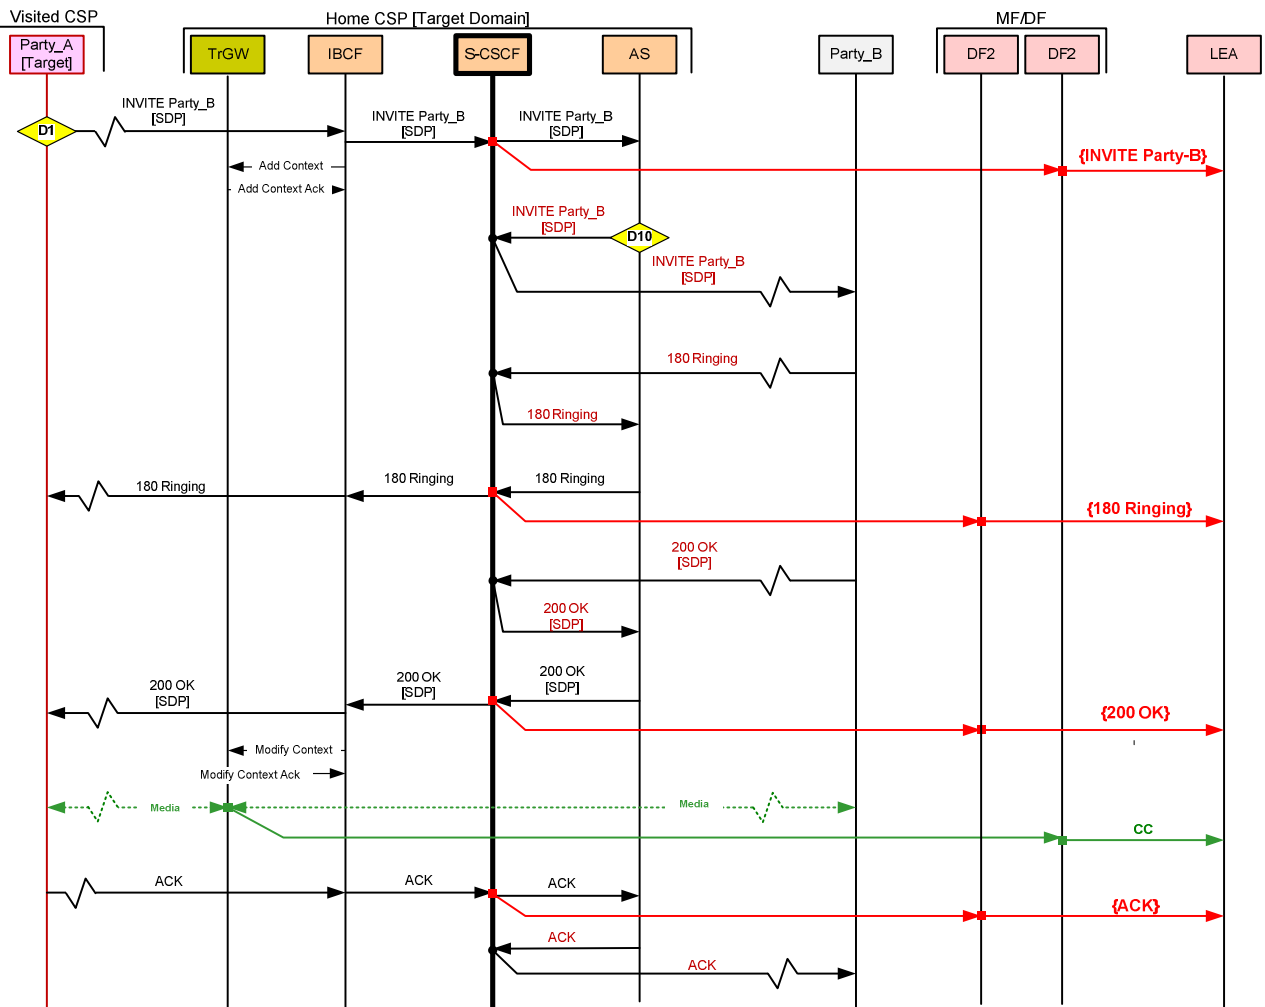 Visited CSP
Home CSP [Target Domain]
MF/DF
Party_A
[Target]
TrGW
IBCF
S-CSCF
AS
Party_B
DF2
DF2
LEA
INVITE Party_B
[SDP]
D1
INVITE Party_B
[SDP]
INVITE Party_B
[SDP]
{INVITE Party-B}
Add Context
Add Context Ack
INVITE Party_B
[SDP]
D10
INVITE Party_B
[SDP]
180 Ringing
180 Ringing
180 Ringing
180 Ringing
180 Ringing
{180 Ringing}
200 OK
[SDP]
200 OK
[SDP]
200 OK
[SDP]
200 OK
[SDP]
200 OK
[SDP]
{200 OK}
Modify Context
Modify Context Ack
Media
Media
CC
ACK
ACK
ACK
{ACK}
ACK
ACK